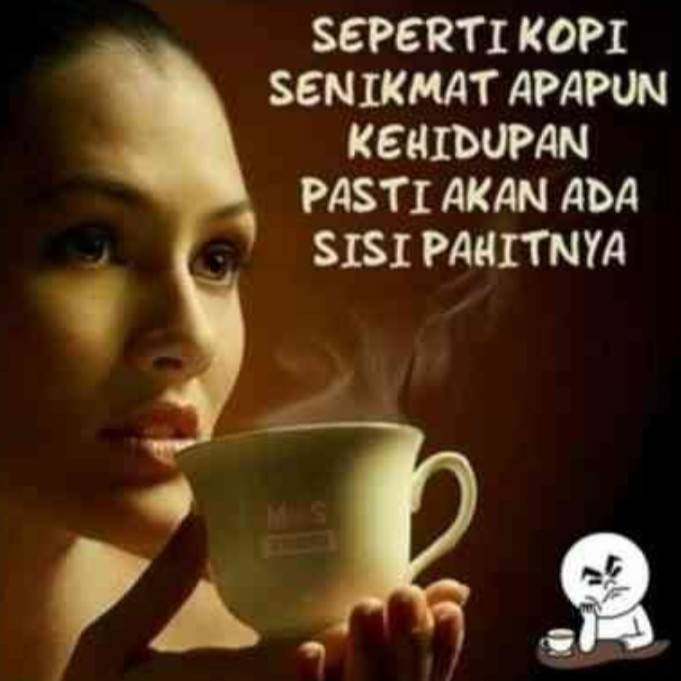 SEPERTI KOPI
SENIKMAT APAPUN
KEHIDUPAN
PASTI AKAN ADA
SISI PAHITNYA